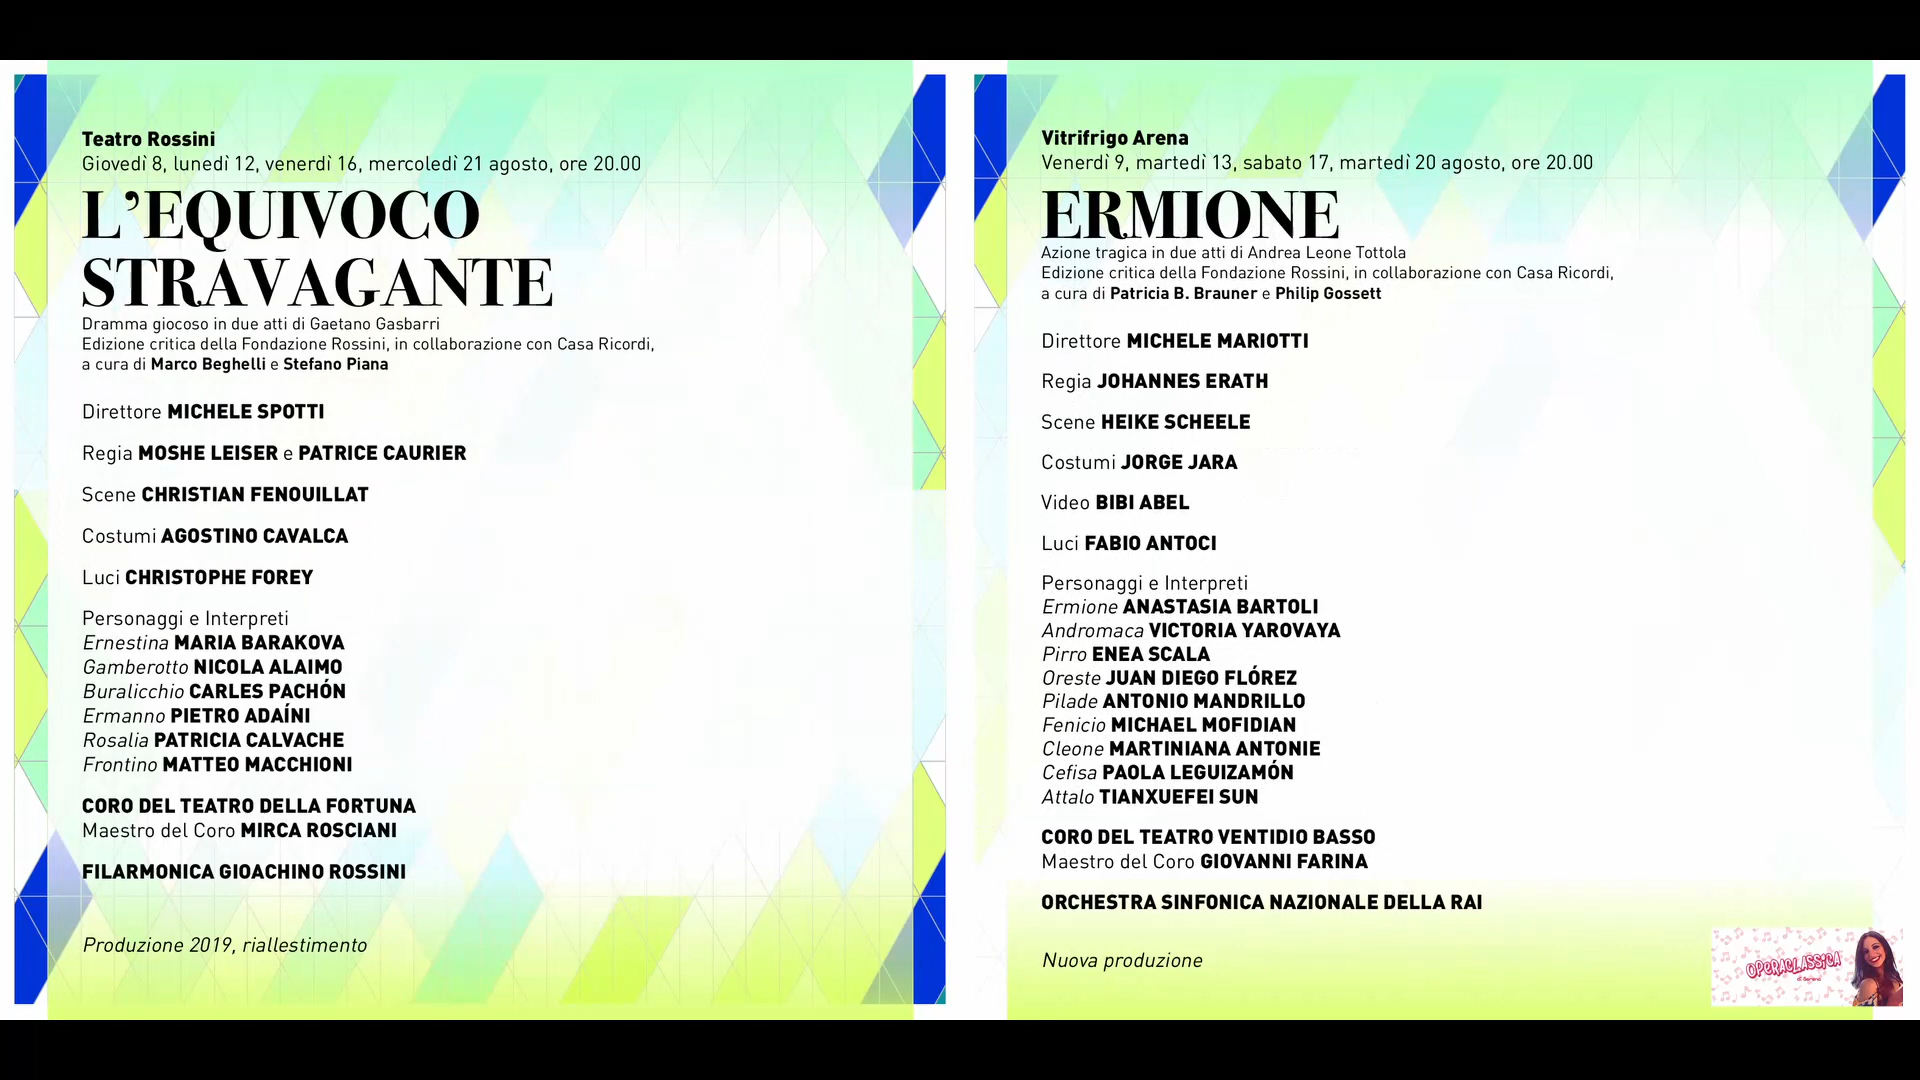 Teatro Rossini
Giovedì 8, lunedì 12, venerdì 16, mercoledì 21 agosto, ore 20.00
L’EQUIVOCO
STRAVAGANTE
Dramma giocoso in due atti di Gaetano Gasbarri
Edizione critica della Fondazione Rossini, in collaborazione con Casa Ricordi,
a cura di Marco Beghelli e Stefano Piana
Direttore MICHELE SPOTTI
Regia MOSHE LEISER e PATRICE CAURIER
Scene CHRISTIAN FENOUILLAT
Costumi AGOSTINO CAVALCA
Luci CHRISTOPHE FOREY
Personaggi e Interpreti
Ernestina MARIA BARAKOVA
Gamberotto NICOLA ALAIMO
Buralicchio CARLES PACHÓN
Ermanno PIETRO ADAÍNI
Rosalia PATRICIA CALVACHE
Frontino MATTEO MACCHIONI
CORO DEL TEATRO DELLA FORTUNA
Maestro del Coro MIRCA ROSCIANI
FILARMONICA GIOACHINO ROSSINI
Produzione 2019, riallestimento
Vitrifrigo Arena
Venerdì 9, martedì 13, sabato 17, martedì 20 agosto, ore 20.00
ERMIONE
Azione tragica in due atti di Andrea Leone Tottola
Edizione critica della Fondazione Rossini, in collaborazione con Casa Ricordi,
a cura di Patricia B. Brauner e Philip Gossett
Direttore MICHELE MARIOTTI
Regia JOHANNES ERATH
Scene HEIKE SCHEELE
Costumi JORGE JARA
Video BIBI ABEL
Luci FABIO ANTOCI
Personaggi e Interpreti
Ermione ANASTASIA BARTOLI
Andromaca VICTORIA YAROVAYA
Pirro ENEA SCALA
Oreste JUAN DIEGO FLÓREZ
Pilade ANTONIO MANDRILLO
Fenicio MICHAEL MOFIDIAN
Cleone MARTINIANA ANTONIE
Cefisa PAOLA LEGUIZAMÓN
Attalo TIANXUEFEI SUN
CORO DEL TEATRO VENTIDIO BASSO
Maestro del Coro GIOVANNI FARINA
ORCHESTRA SINFONICA NAZIONALE DELLA RAI
Nuova produzione
OPERACLASSICA